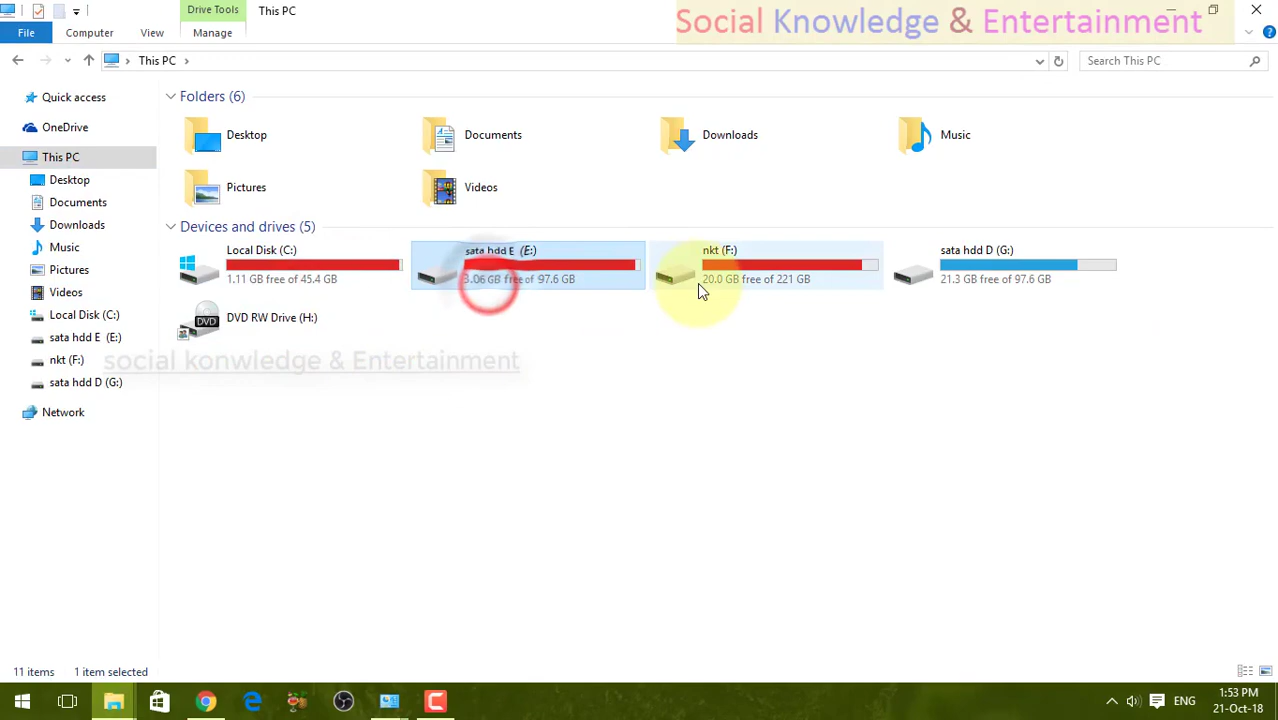 Drive Tools
This PC
Social Knowledge & Entertainment
File
Computer
View
Manage
This PC
Search This PC
Quick access
OneDrive
This PC
Desktop
Documents
Downloads
Music
Pictures
Videos
Local Disk (C:)
sata hdd E (E:)
nkt (F:)
sata hdd D (G:)
Network
Folders (6)
Desktop
Documents
Downloads
Music
Pictures
Videos
Devices and drives (5)
Local Disk (C:)
1.11 GB free of 45.4 GB
sata hdd E (E:)
3.06 GB free of 97.6 GB
nkt (F:)
20.0 GB free of 221 GB
sata hdd D (G:)
21.3 GB free of 97.6 GB
DVD
DVD RW Drive (H:)
social konwledge & Entertainment
11 items
1 item selected
ENG
1:53 PM
21-Oct-18